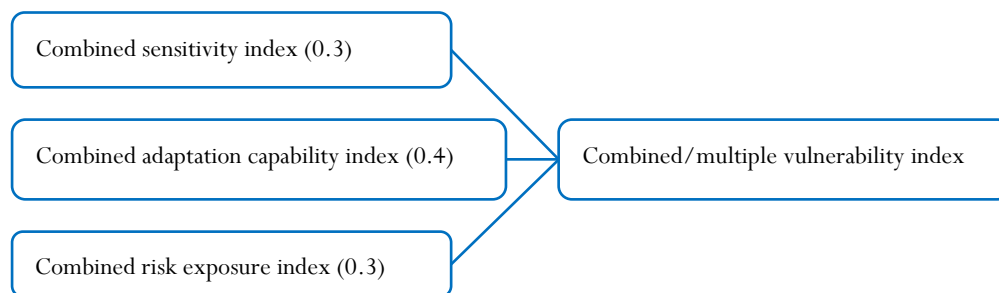 Combined sensitivity index (0.3)
Combined adaptation capability index (0.4)
Combined/multiple vulnerability index
Combined risk exposure index (0.3)